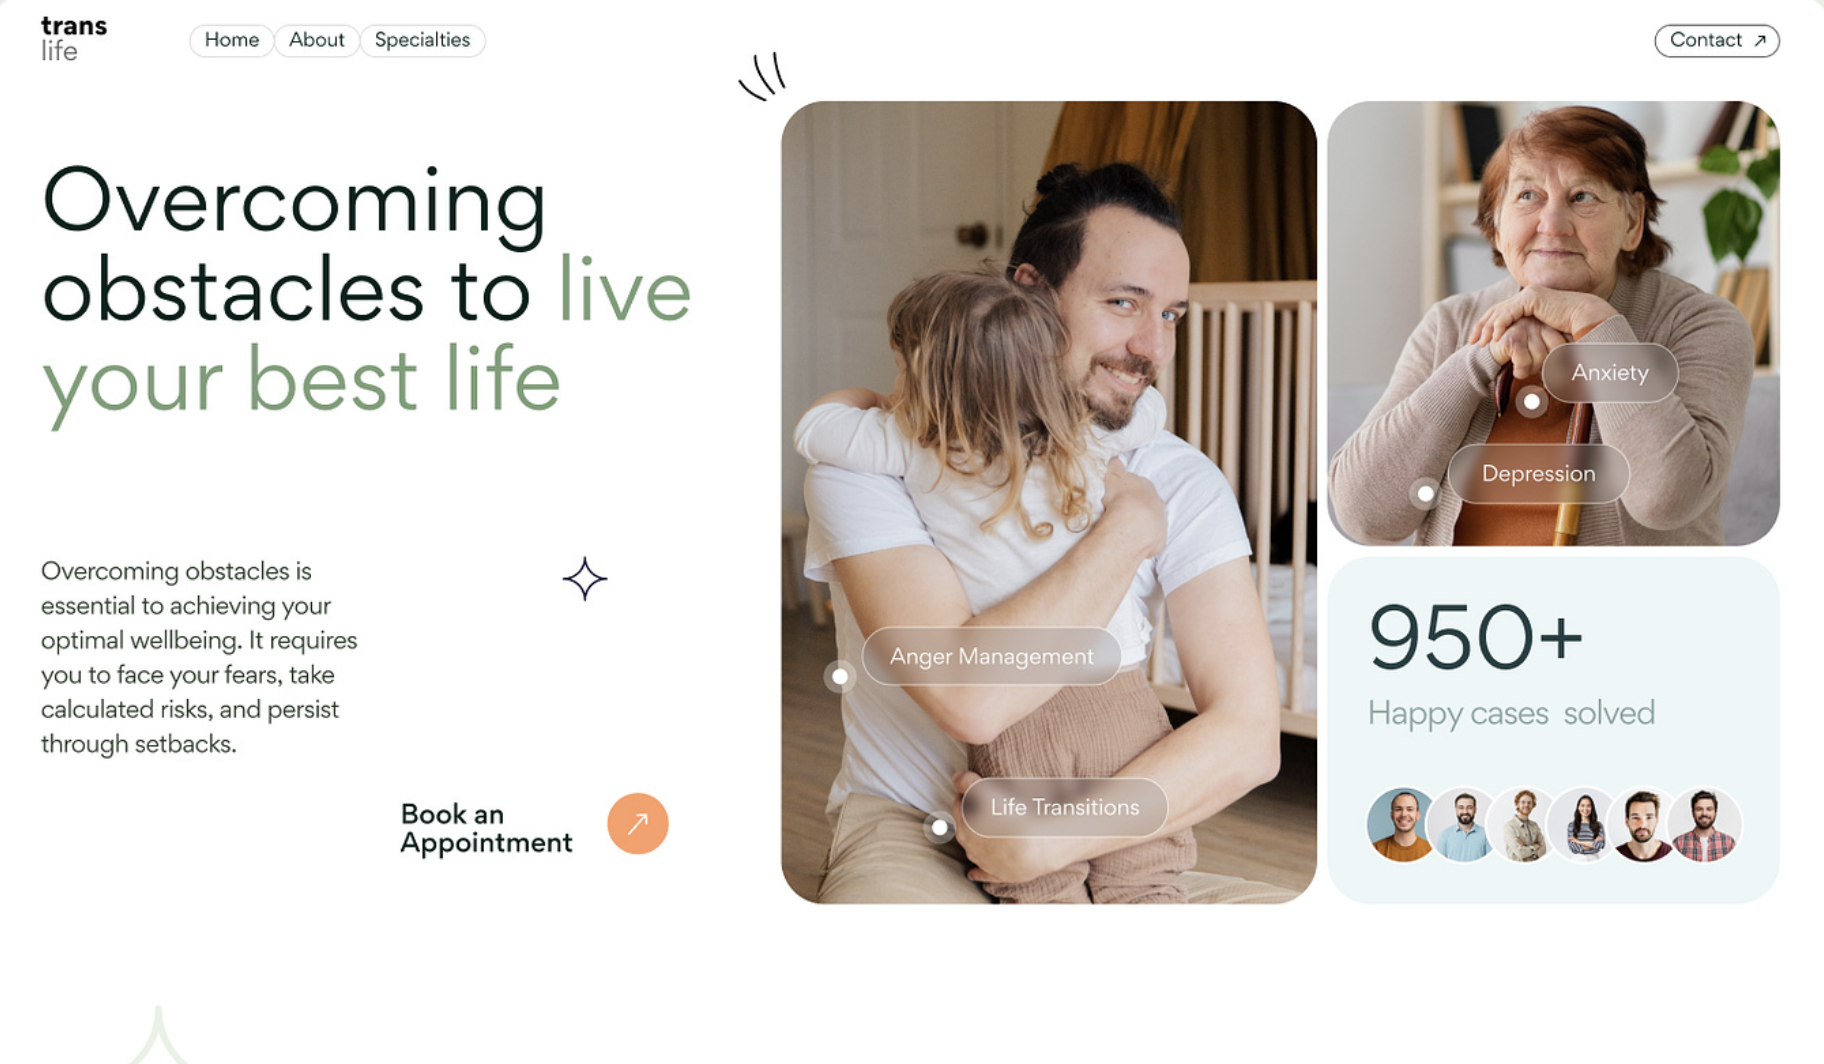 trans
life
Home
About
Specialties
Contact
Overcoming
obstacles to live
your best life
Overcoming obstacles is
essential to achieving your
optimal wellbeing. It requires
you to face your fears, take
calculated risks, and persist
through setbacks.
Book an
Appointment
Anger Management
Life Transitions
Anxiety
Depression
950+
Happy cases solved